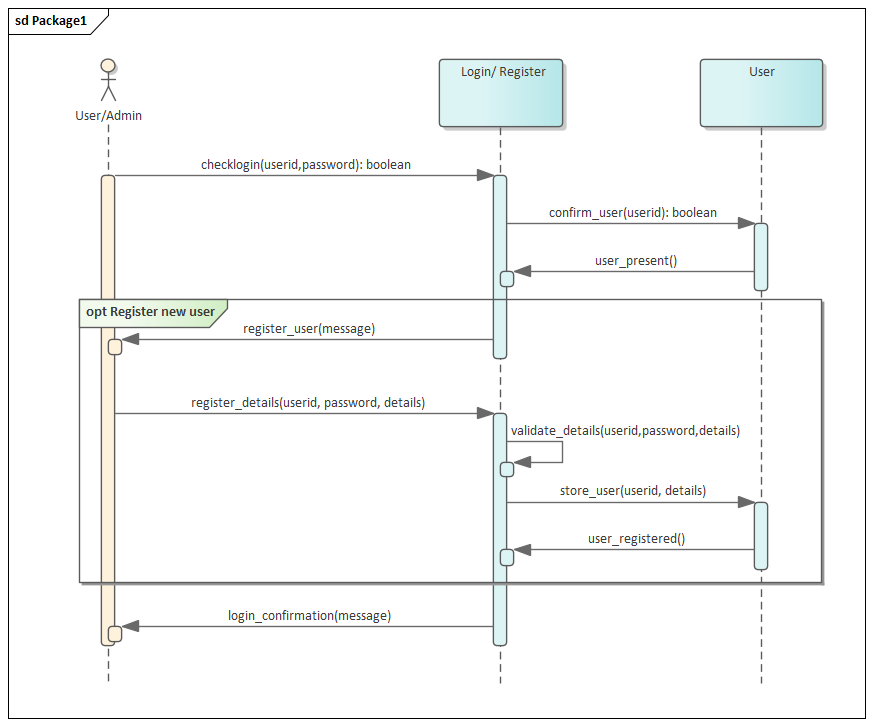 sd Package1
User/Admin
Login/ Register
User
checklogin(userid,password): boolean
confirm_user(userid): boolean
user_present()
opt Register new user
register_user(message)
register_details(userid, password, details)
validate_details(userid,password,details)
store_user(userid, details)
user_registered()
login_confirmation(message)